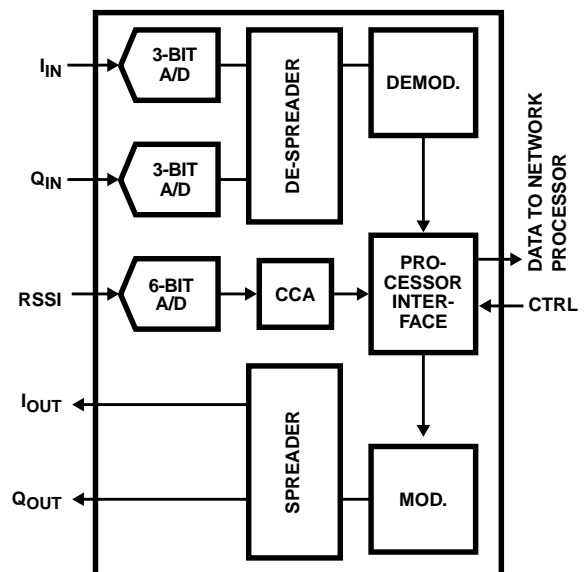 I_IN
3-BIT
A/D
DE-SPREADER
DEMOD.
Q_IN
3-BIT
A/D
DATA TO NETWORK
PROCESSOR
RSSI
6-BIT
A/D
CCA
PRO-
CESSOR
INTER-
FACE
CTRL
I_OUT
SPREADER
Q_OUT
MOD.